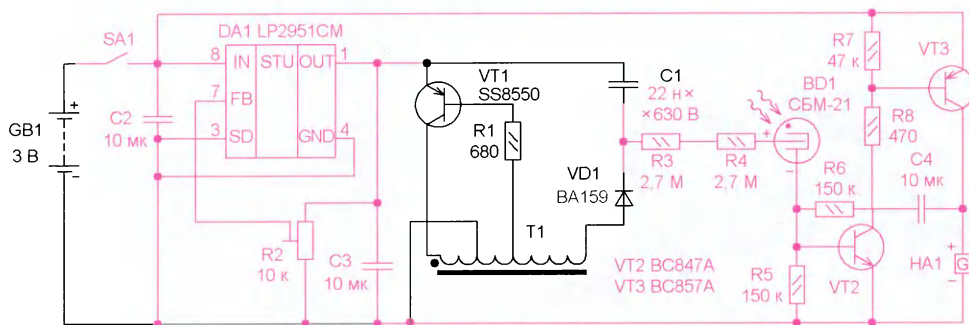 SA1
GB1
3 В
C2
10 мк
DA1 LP2951CM
8
IN
STU
OUT
1
7
FB
3
SD
GND
4
R2
10 к
C3
10 мк
VT1
SS8550
R1
680
T1
C1
22 н×
×630 В
VD1
BA159
R3
2,7 М
R4
2,7 М
BD1
СБМ-21
R7
47 к
R8
470
VT3
R6
150 к
C4
10 мк
R5
150 к
VT2
HA1
G
VT2 BC847A
VT3 BC857A